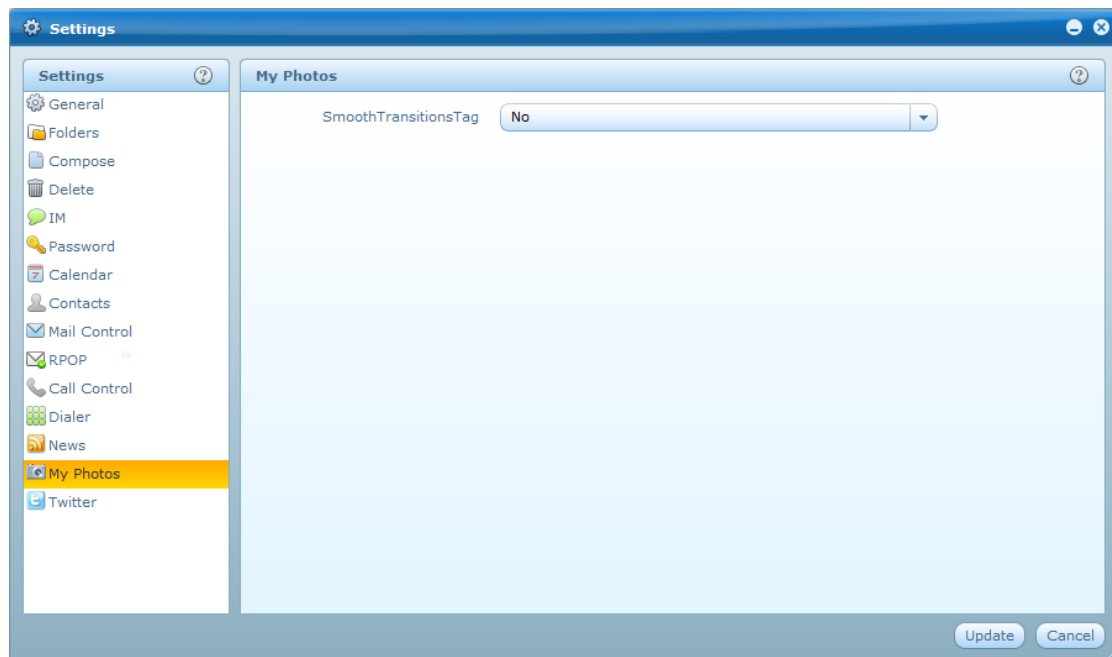 Settings
Settings
My Photos
General
Folders
Compose
Delete
IM
Password
Calendar
Contacts
Mail Control
RPOP
Call Control
Dialer
News
My Photos
Twitter
SmoothTransitionsTag No
Update Cancel